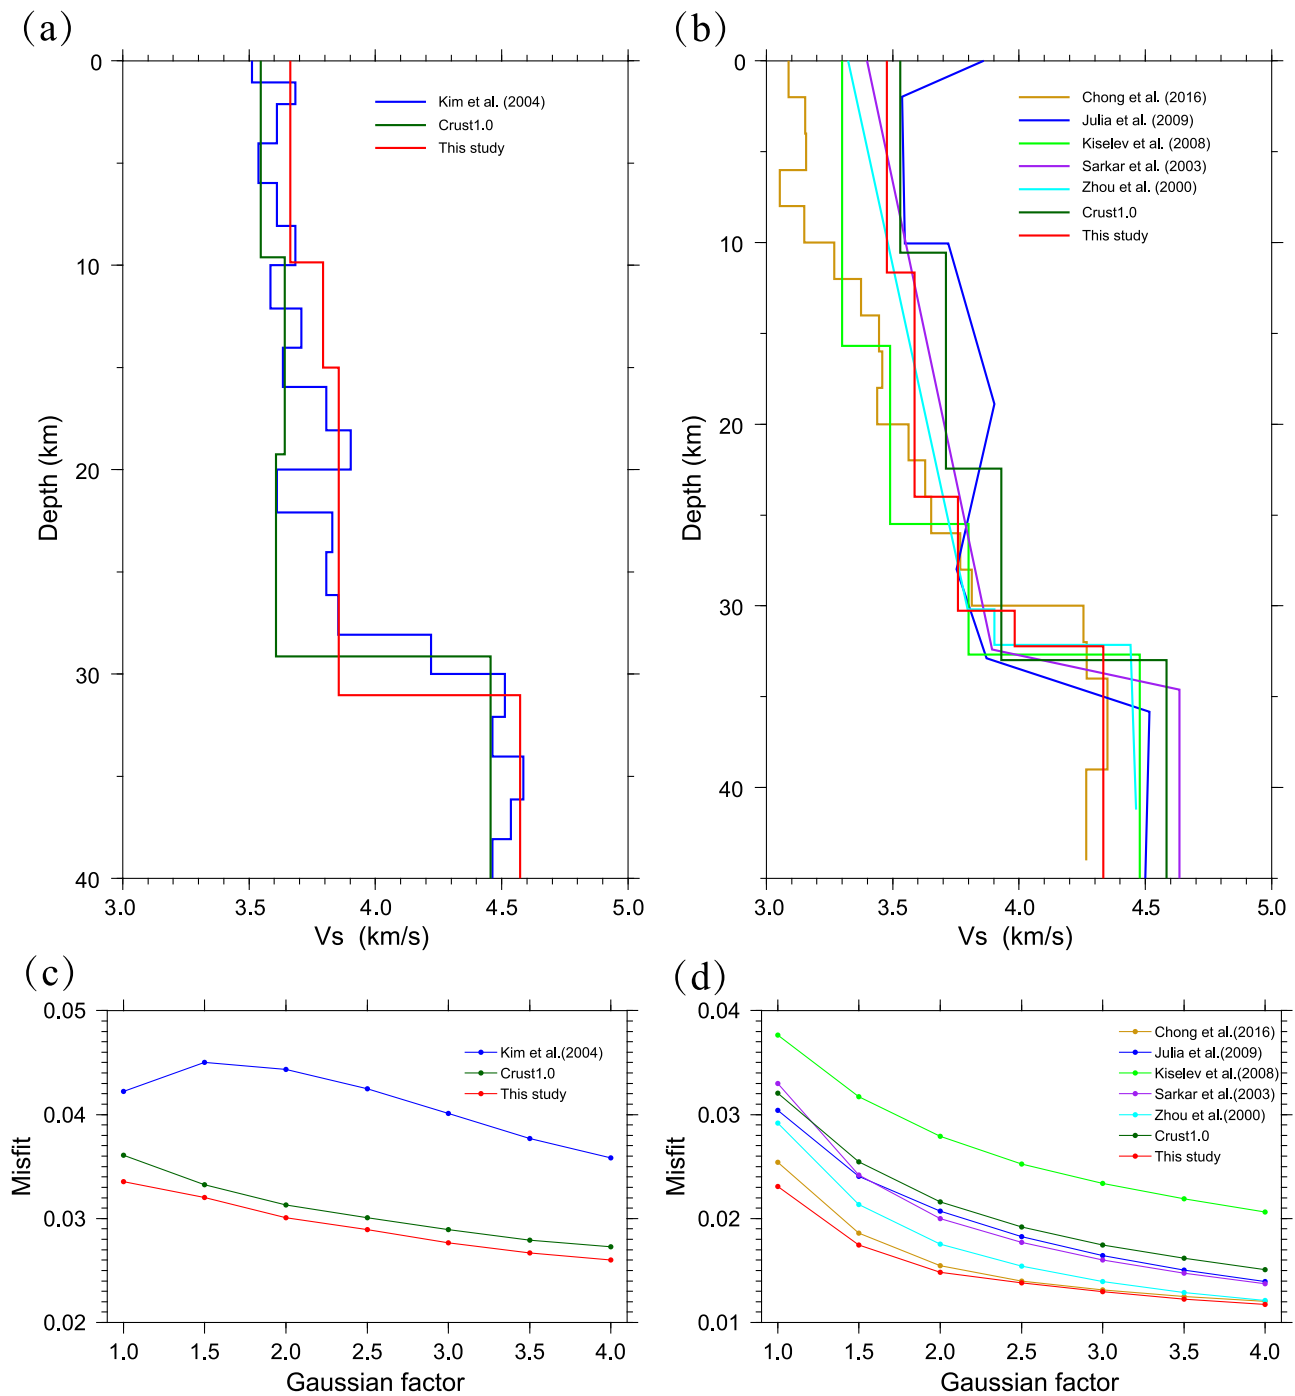 (a)
0
10
20
30
40
Depth (km)
3.0 3.5 4.0 4.5 5.0
Vs (km/s)
Kim et al. (2004)
Crust1.0
This study
(b)
0
10
20
30
40
Depth (km)
3.0 3.5 4.0 4.5 5.0
Vs (km/s)
Chong et al. (2016)
Julia et al. (2009)
Kiselev et al. (2008)
Sarkar et al. (2003)
Zhou et al. (2000)
Crust1.0
This study
(c)
0.05
0.04
0.03
0.02
Misfit
1.0 1.5 2.0 2.5 3.0 3.5 4.0
Gaussian factor
Kim et al.(2004)
Crust1.0
This study
(d)
0.04
0.03
0.02
0.01
Misfit
1.0 1.5 2.0 2.5 3.0 3.5 4.0
Gaussian factor
Chong et al.(2016)
Julia et al.(2009)
Kiselev et al.(2008)
Sarkar et al.(2003)
Zhou et al.(2000)
Crust1.0
This study